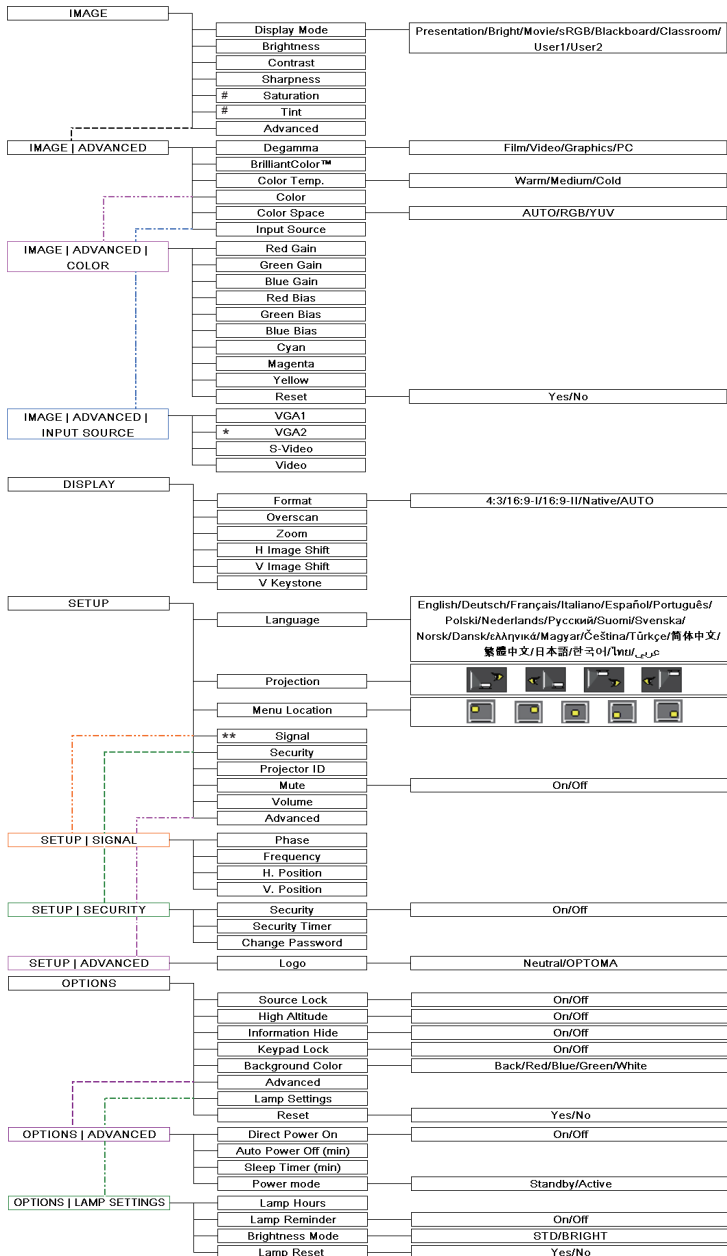 IMAGE
Display Mode
Presentation/Bright/Movie/sRGB/Blackboard/Classroom/
User1/User2
Brightness
Contrast
Sharpness
# Saturation
# Tint
Advanced
IMAGE | ADVANCED
Degamma
Film/Video/Graphics/PC
BrilliantColor™
Color Temp.
Warm/Medium/Cold
Color
Color Space
AUTO/RGB/YUV
Input Source
IMAGE | ADVANCED |
COLOR
Red Gain
Green Gain
Blue Gain
Red Bias
Green Bias
Blue Bias
Cyan
Magenta
Yellow
Reset
Yes/No
IMAGE | ADVANCED |
INPUT SOURCE
VGA1
* VGA2
S-Video
Video
DISPLAY
Format
4:3/16:9-I/16:9-II/Native/AUTO
Overscan
Zoom
H Image Shift
V Image Shift
V Keystone
SETUP
Language
English/Deutsch/Français/Italiano/Español/Português/
Polski/Nederlands/Русский/Suomi/Svenska/
Norsk/Dansk/ελληνικά/Magyar/Čeština/Türkçe/简体中文/
繁體中文/日本語/한국어/ไทย/عربي
Projection
Menu Location
** Signal
Security
Projector ID
Mute
On/Off
Volume
Advanced
SETUP | SIGNAL
Phase
Frequency
H. Position
V. Position
SETUP | SECURITY
Security
On/Off
Security Timer
Change Password
SETUP | ADVANCED
Logo
Neutral/OPTOMA
OPTIONS
Source Lock
On/Off
High Altitude
On/Off
Information Hide
On/Off
Keypad Lock
On/Off
Background Color
Back/Red/Blue/Green/White
Advanced
Lamp Settings
Reset
Yes/No
OPTIONS | ADVANCED
Direct Power On
On/Off
Auto Power Off (min)
Sleep Timer (min)
Power mode
Standby/Active
OPTIONS | LAMP SETTINGS
Lamp Hours
Lamp Reminder
On/Off
Brightness Mode
STD/BRIGHT
Lamp Reset
Yes/No